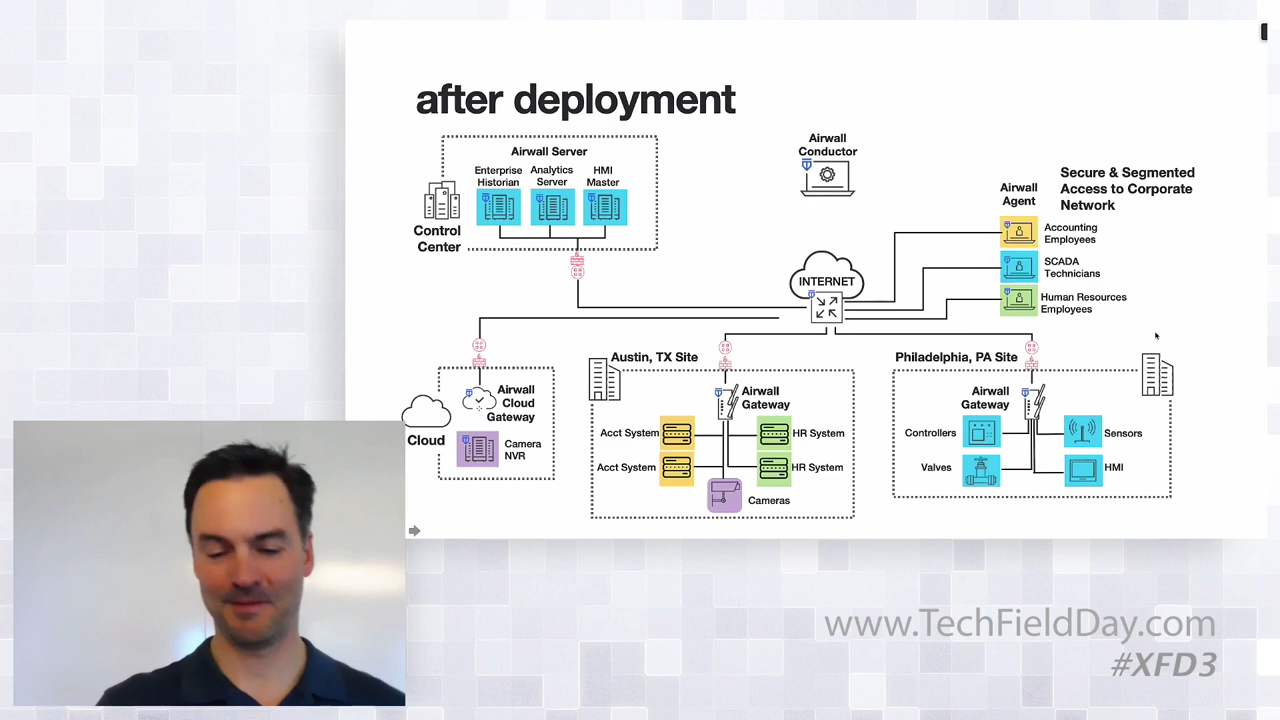 after deployment
Airwall Server
Enterprise
Historian
Analytics
Server
HMI
Master
Control
Center
Airwall
Conductor
INTERNET
Airwall
Agent
Secure & Segmented
Access to Corporate
Network
Accounting
Employees
SCADA
Technicians
Human Resources
Employees
Cloud
Airwall
Cloud
Gateway
Camera
NVR
Austin, TX Site
Airwall
Gateway
Acct System
HR System
Acct System
HR System
Cameras
Philadelphia, PA Site
Airwall
Gateway
Controllers
Sensors
Valves
HMI
www.TechFieldDay.com
#XFD3